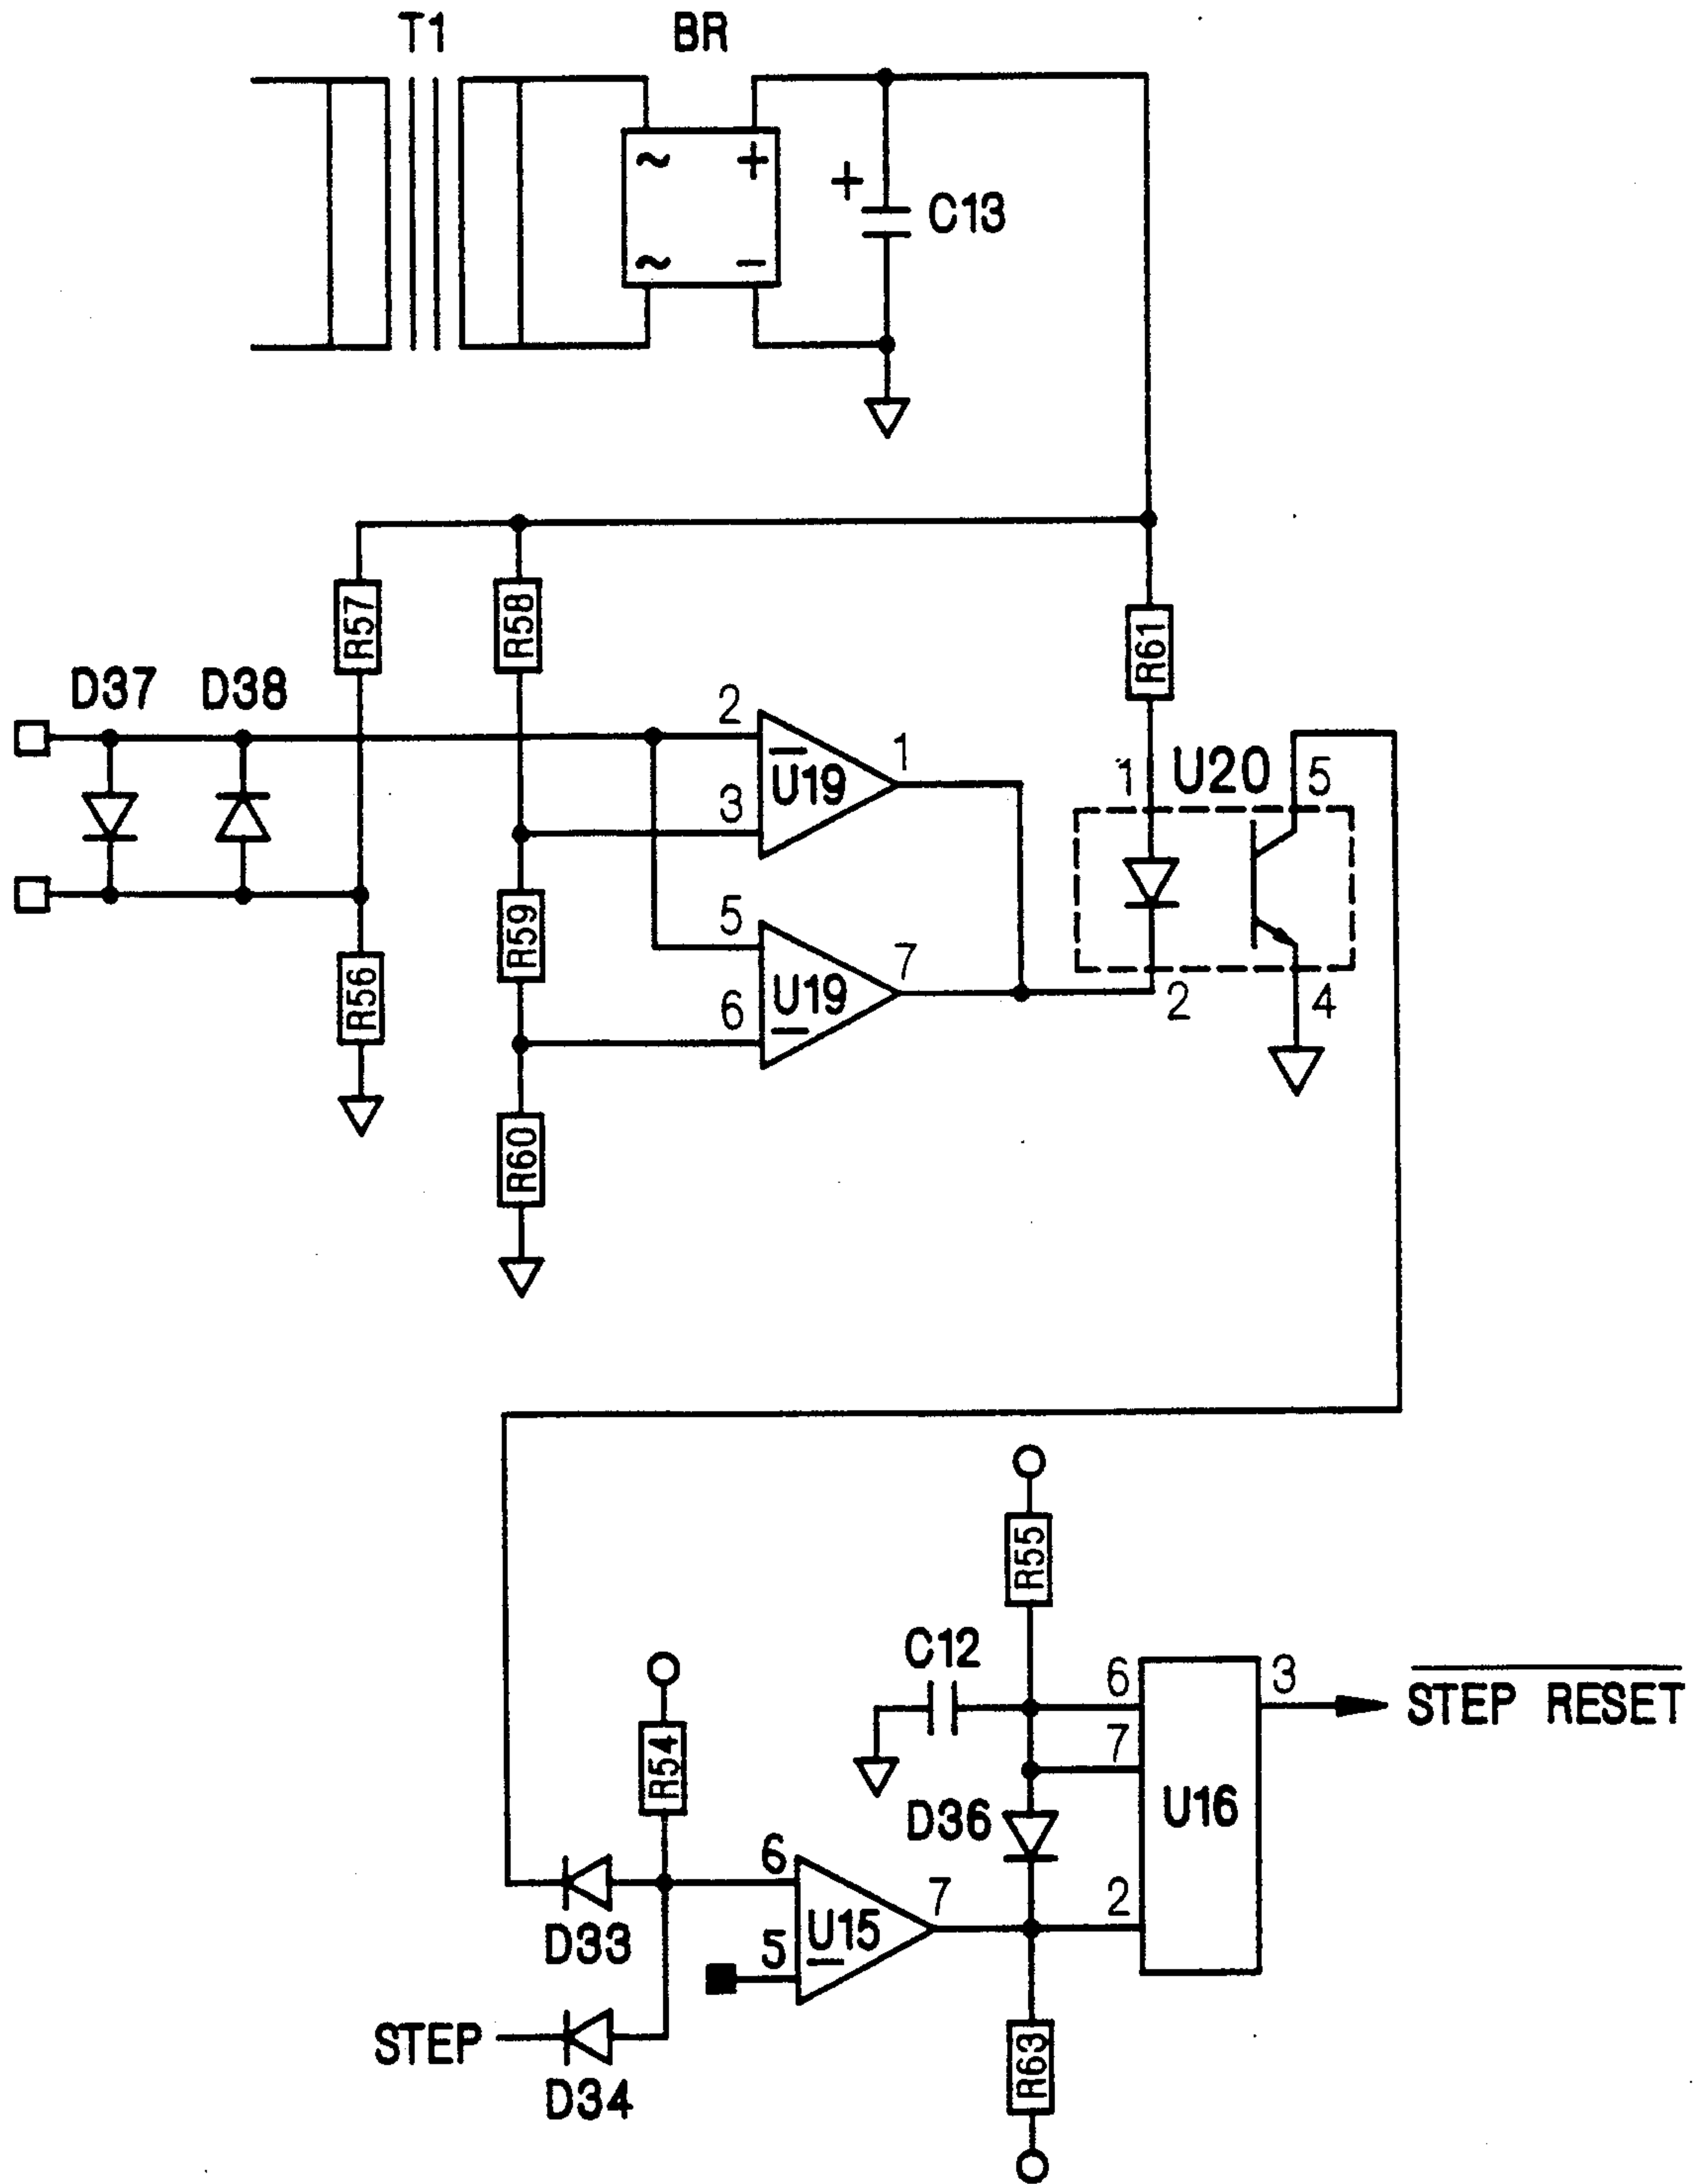 T1 BR
~ +
+ C13
~ −
R57 R58 R61
D37 D38
2 1 1 U20 5
U19
3
R59 5 7
R56 6 U19 2 4
R60
R55
C12 6 3 STEP RESET
R54 7
D36 U16
6
7 2
D33 5 U15
STEP
D34 R63